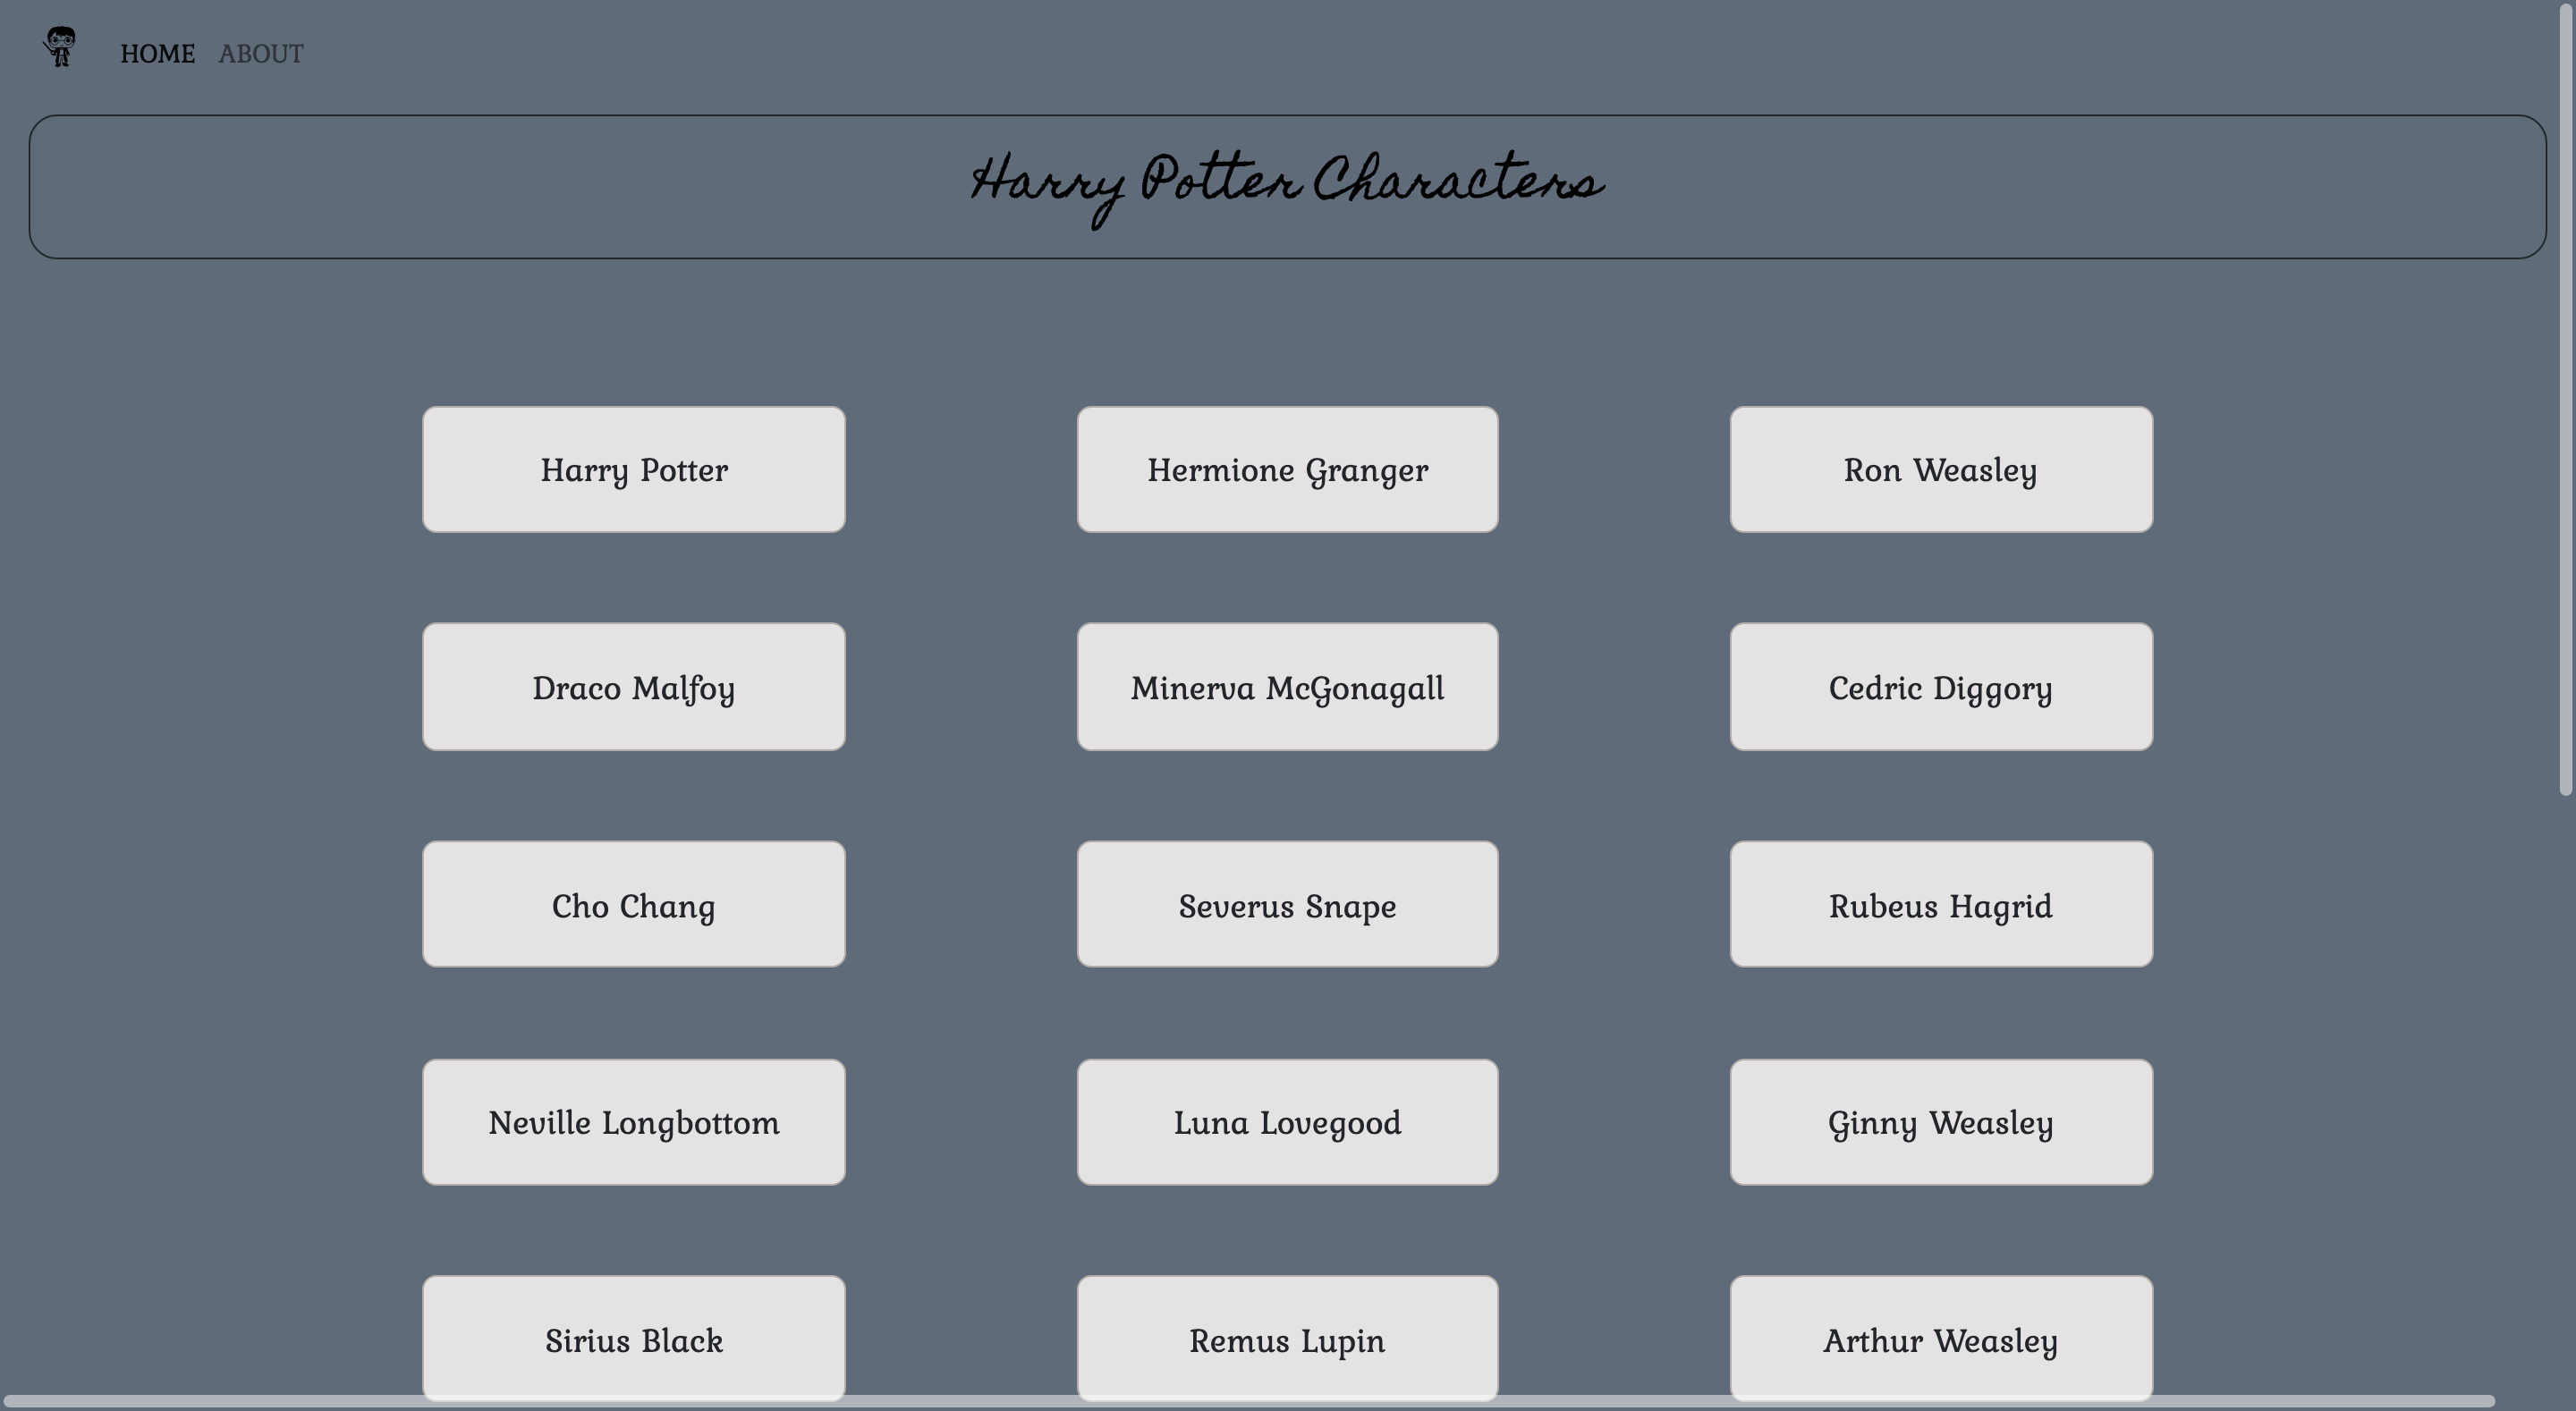 HOME ABOUT
Harry Potter Characters
Harry Potter
Hermione Granger
Ron Weasley
Draco Malfoy
Minerva McGonagall
Cedric Diggory
Cho Chang
Severus Snape
Rubeus Hagrid
Neville Longbottom
Luna Lovegood
Ginny Weasley
Sirius Black
Remus Lupin
Arthur Weasley